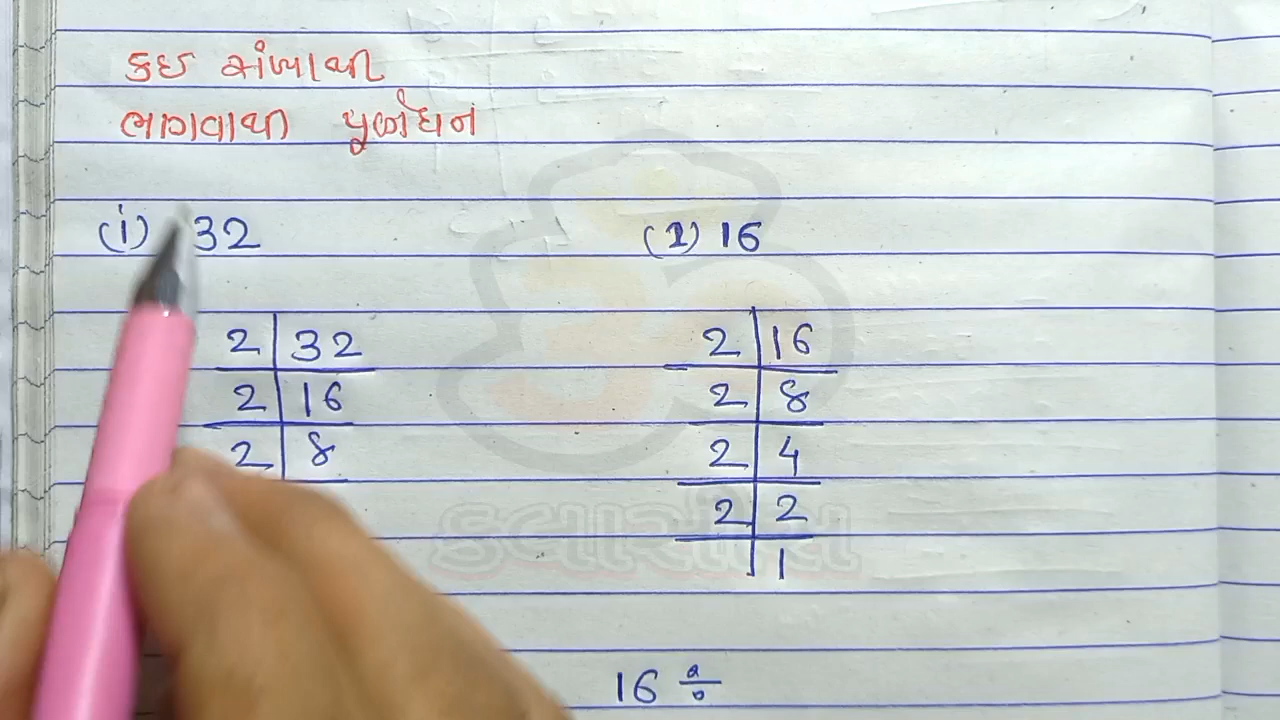 કઇ સંખ્યાથી
ભાગવાથી પૂર્ણઘન
(i) 32
(2) 16
2 | 32
2 | 16
2 | 8
2 | 16
2 | 8
2 | 4
2 | 2
1
16 ÷